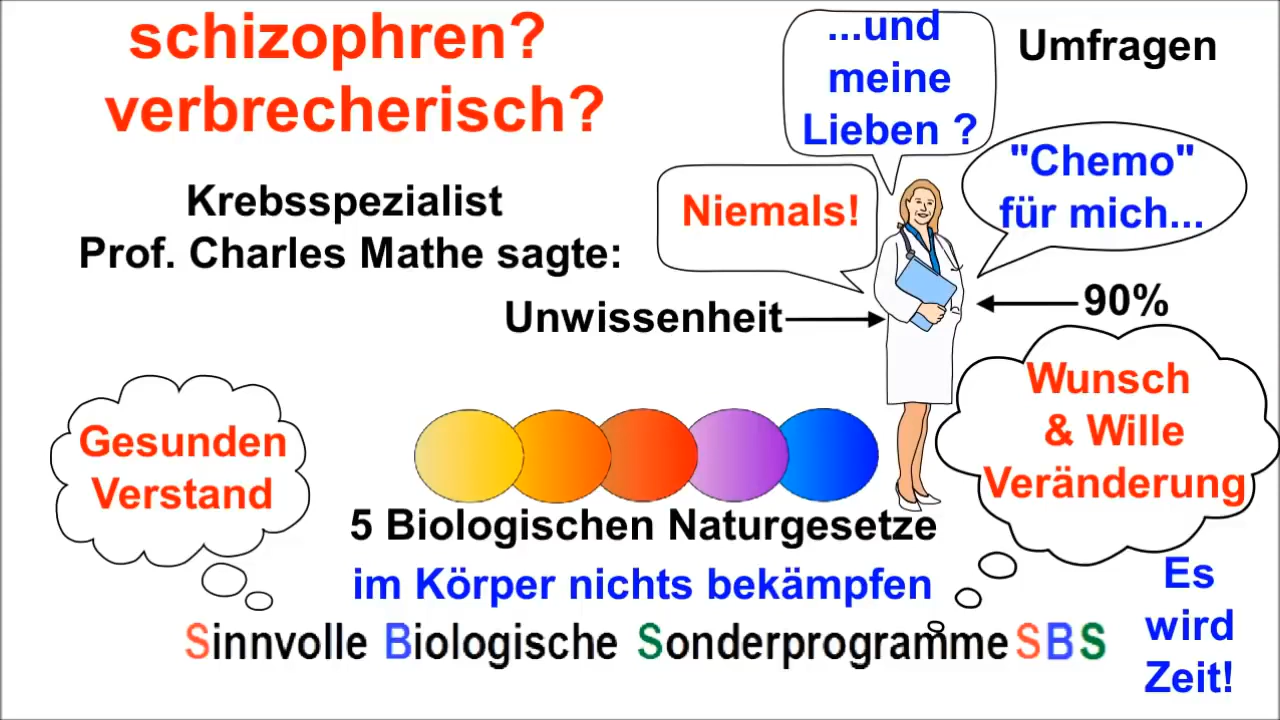 schizophren?
verbrecherisch?
Krebsspezialist
Prof. Charles Mathe sagte:
Unwissenheit
...und
meine
Lieben ?
Umfragen
Niemals!
"Chemo"
für mich...
90%
Gesunden
Verstand
Wunsch
& Wille
Veränderung
5 Biologischen Naturgesetze
im Körper nichts bekämpfen
Sinnvolle Biologische Sonderprogramme SBS
Es
wird
Zeit!